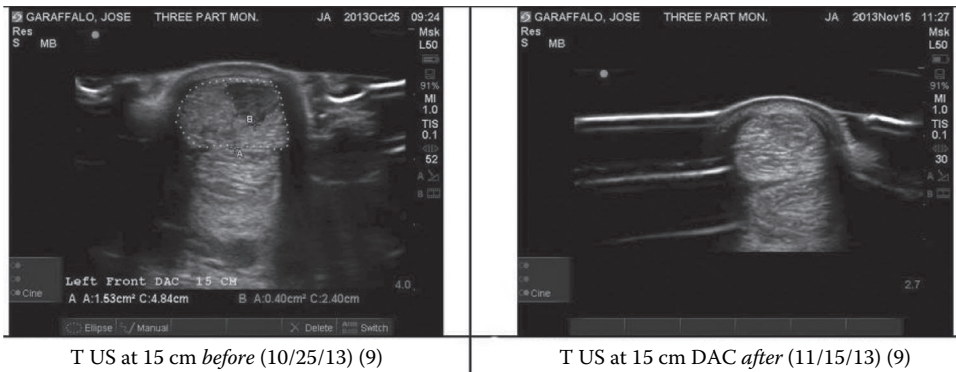 GARAFFALO, JOSE THREE PART MON. JA 2013Oct25 09:24
Res
S MB
Msk
L50
91%
MI
1.0
TIS
0.1
52
A
B
B
A
Left Front DAC 15 CM
4.0
A A:1.53cm² C:4.84cm B A:0.40cm² C:2.40cm
Cine
Ellipse Manual Delete Switch
T US at 15 cm before (10/25/13) (9)
GARAFFALO, JOSE THREE PART MON. JA 2013Nov15 11:27
Res
S MB
Msk
L50
91%
MI
1.0
TIS
0.1
30
A
B
2.7
Cine
T US at 15 cm DAC after (11/15/13) (9)